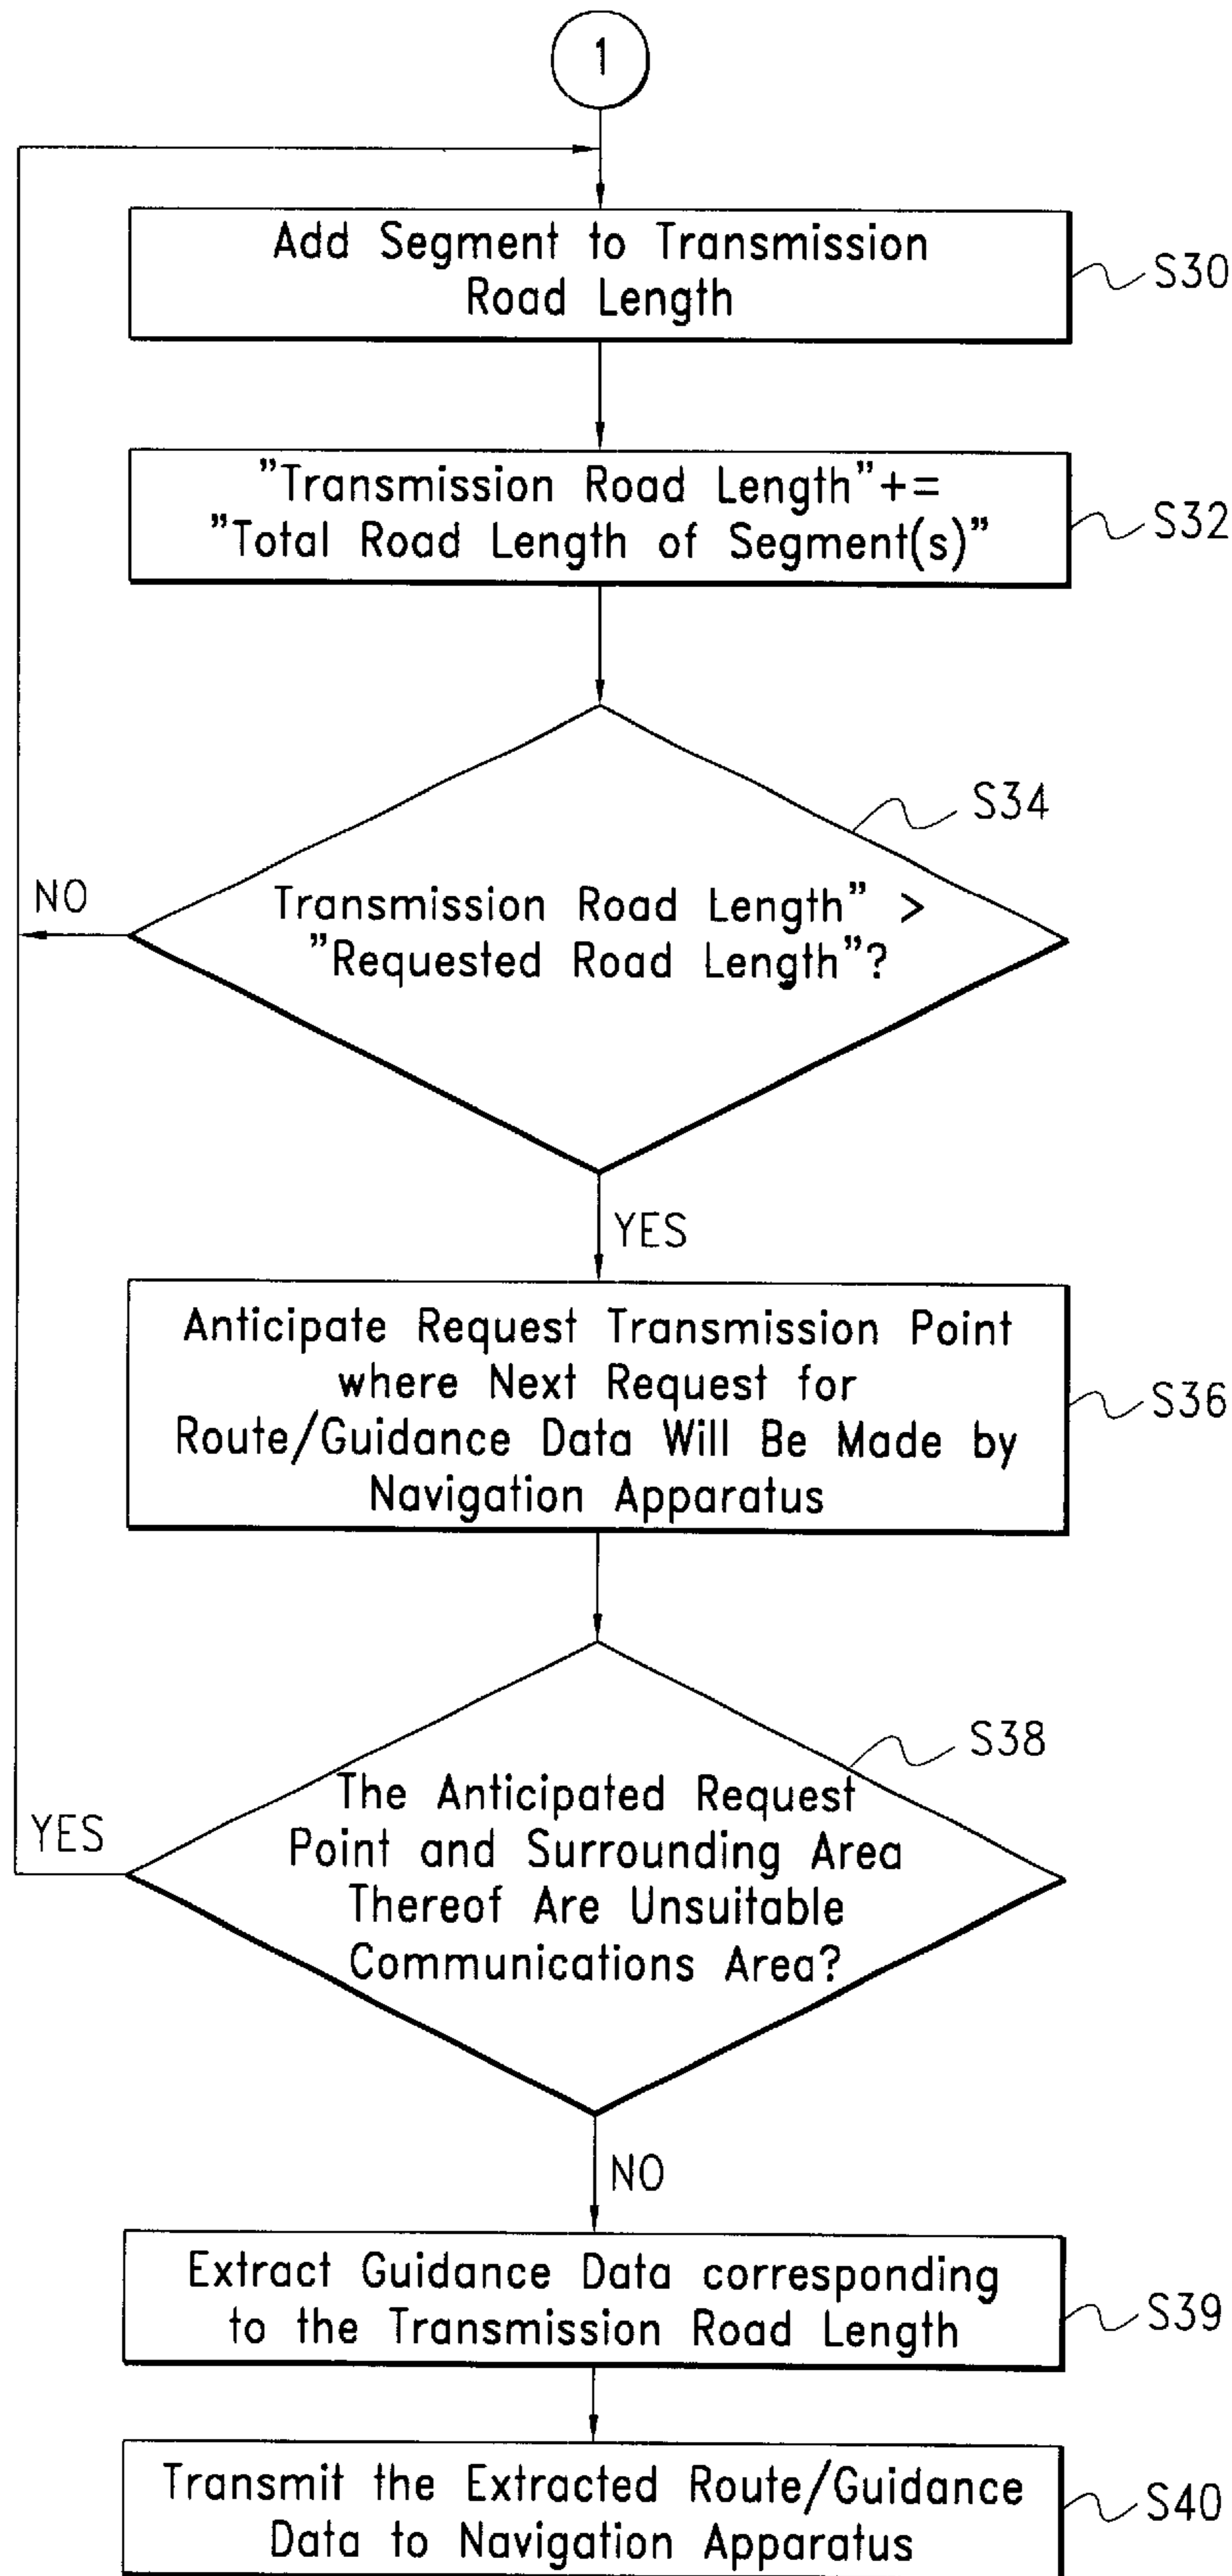 1
Add Segment to Transmission
Road Length
S30
"Transmission Road Length"+=
"Total Road Length of Segment(s)"
S32
S34
NO
Transmission Road Length" >
"Requested Road Length"?
YES
Anticipate Request Transmission Point
where Next Request for
Route/Guidance Data Will Be Made by
Navigation Apparatus
S36
S38
YES
The Anticipated Request
Point and Surrounding Area
Thereof Are Unsuitable
Communications Area?
NO
Extract Guidance Data corresponding
to the Transmission Road Length
S39
Transmit the Extracted Route/Guidance
Data to Navigation Apparatus
S40